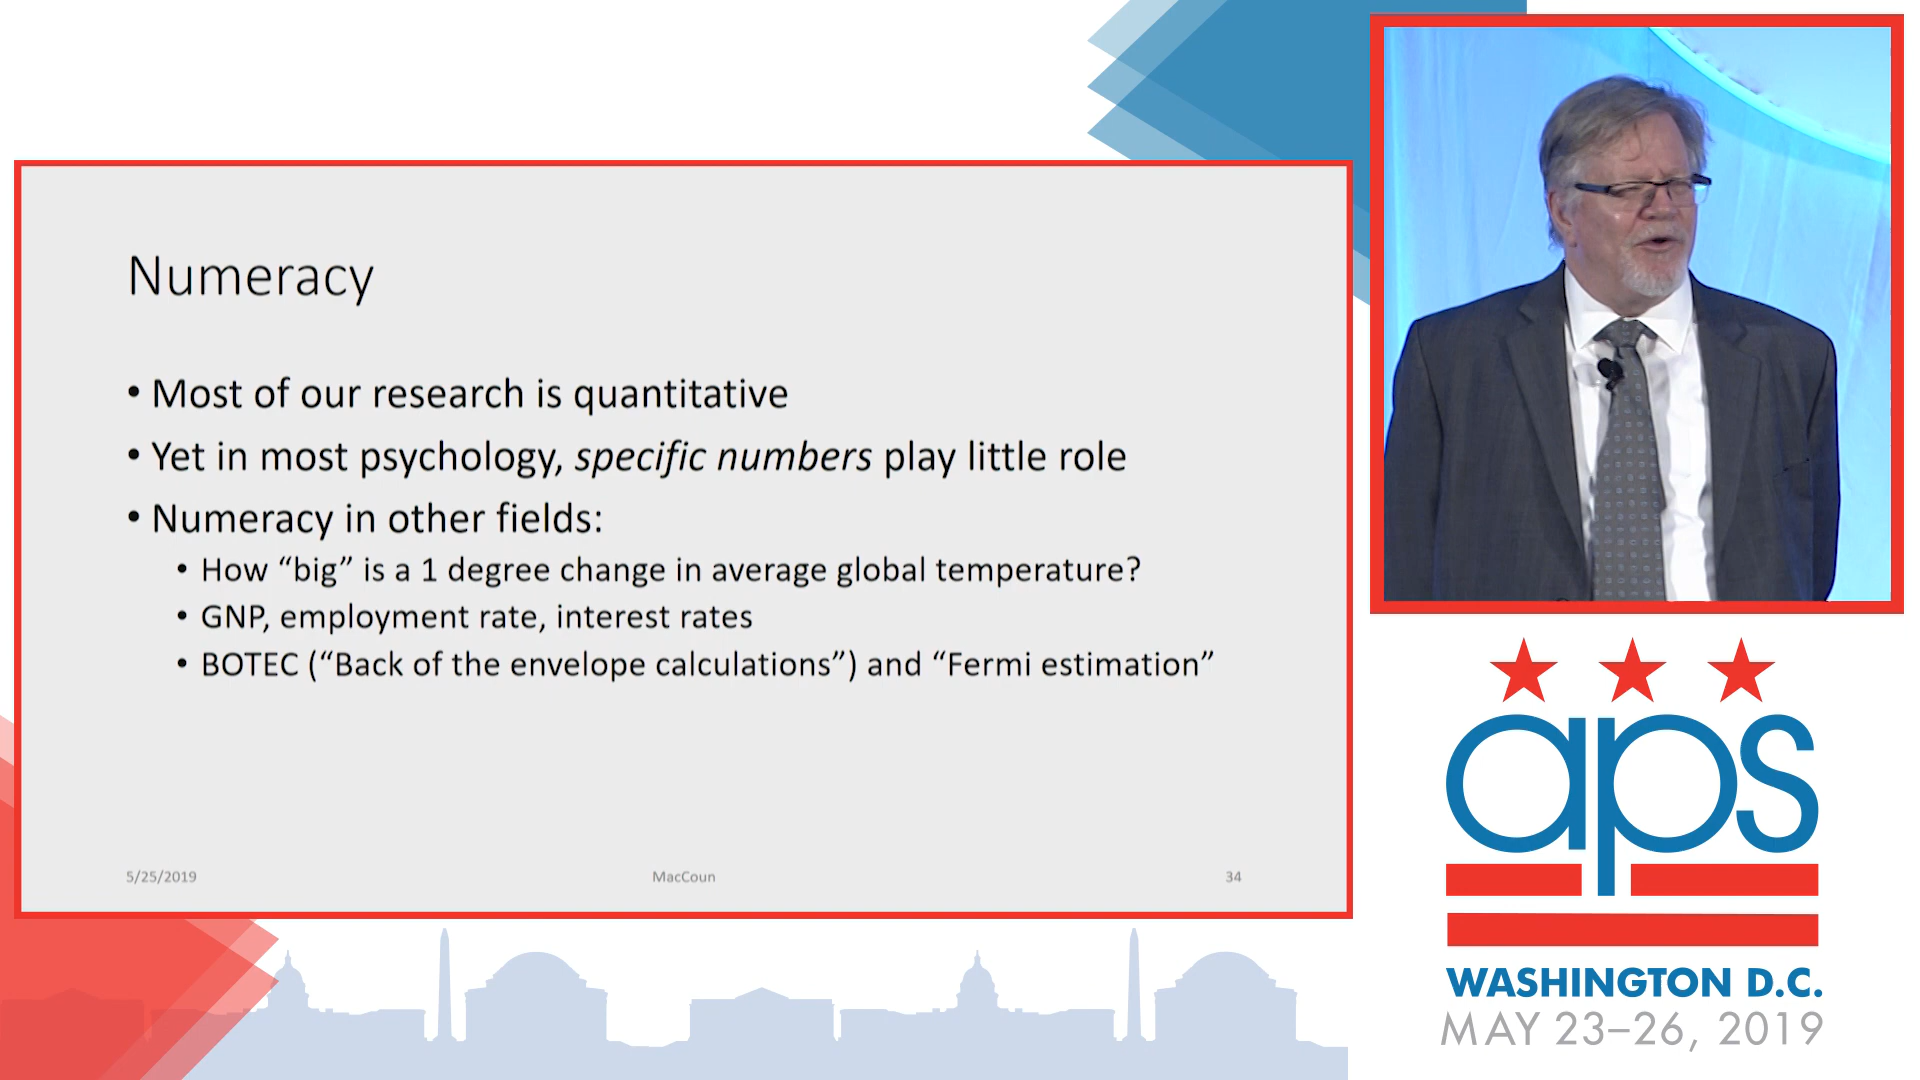 Numeracy
• Most of our research is quantitative
• Yet in most psychology, specific numbers play little role
• Numeracy in other fields:
• How “big” is a 1 degree change in average global temperature?
• GNP, employment rate, interest rates
• BOTEC (“Back of the envelope calculations”) and “Fermi estimation”
5/25/2019
MacCoun
34
aps
WASHINGTON D.C.
MAY 23–26, 2019